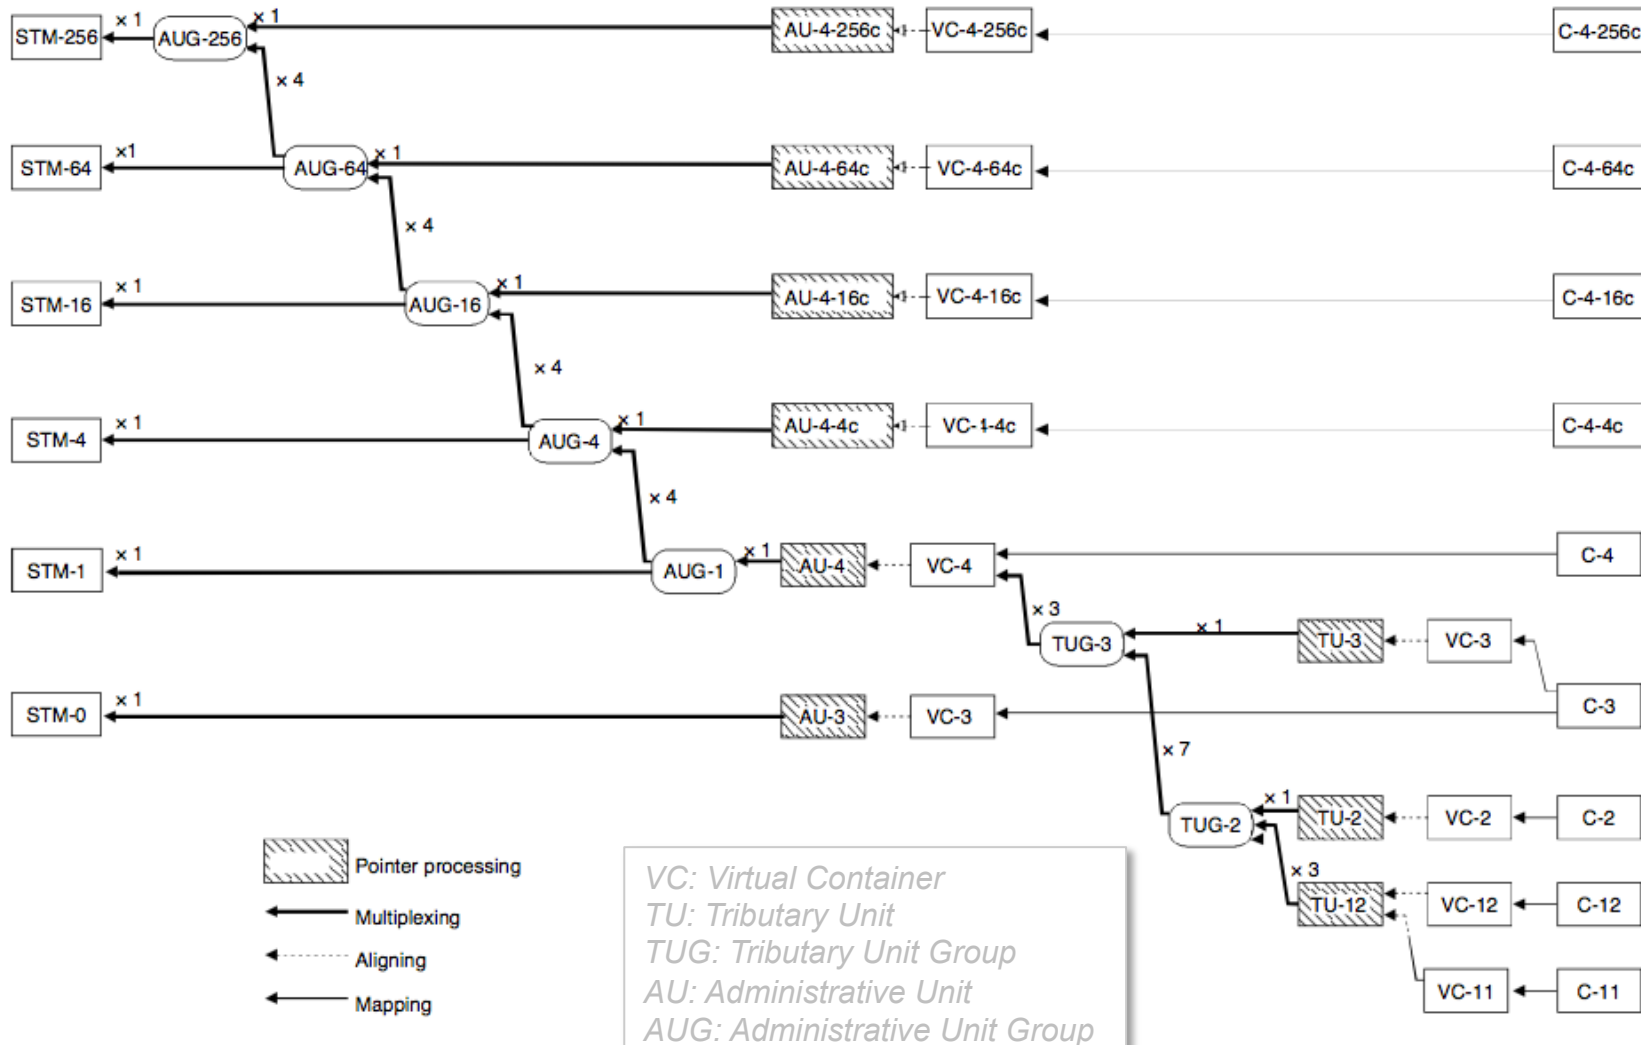 × 1
× 1
STM-256
AUG-256
AU-4-256c
VC-4-256c
C-4-256c
× 4
×1
× 1
STM-64
AUG-64
AU-4-64c
VC-4-64c
C-4-64c
× 4
× 1
× 1
STM-16
AUG-16
AU-4-16c
VC-4-16c
C-4-16c
× 4
× 1
× 1
STM-4
AUG-4
AU-4-4c
VC-4-4c
C-4-4c
× 4
× 1
× 1
STM-1
AUG-1
AU-4
VC-4
C-4
× 3
× 1
TUG-3
TU-3
VC-3
× 1
STM-0
AU-3
VC-3
C-3
× 7
× 1
TUG-2
TU-2
VC-2
C-2
× 3
TU-12
VC-12
C-12
VC-11
C-11
Pointer processing
Multiplexing
Aligning
Mapping
VC: Virtual Container
TU: Tributary Unit
TUG: Tributary Unit Group
AU: Administrative Unit
AUG: Administrative Unit Group